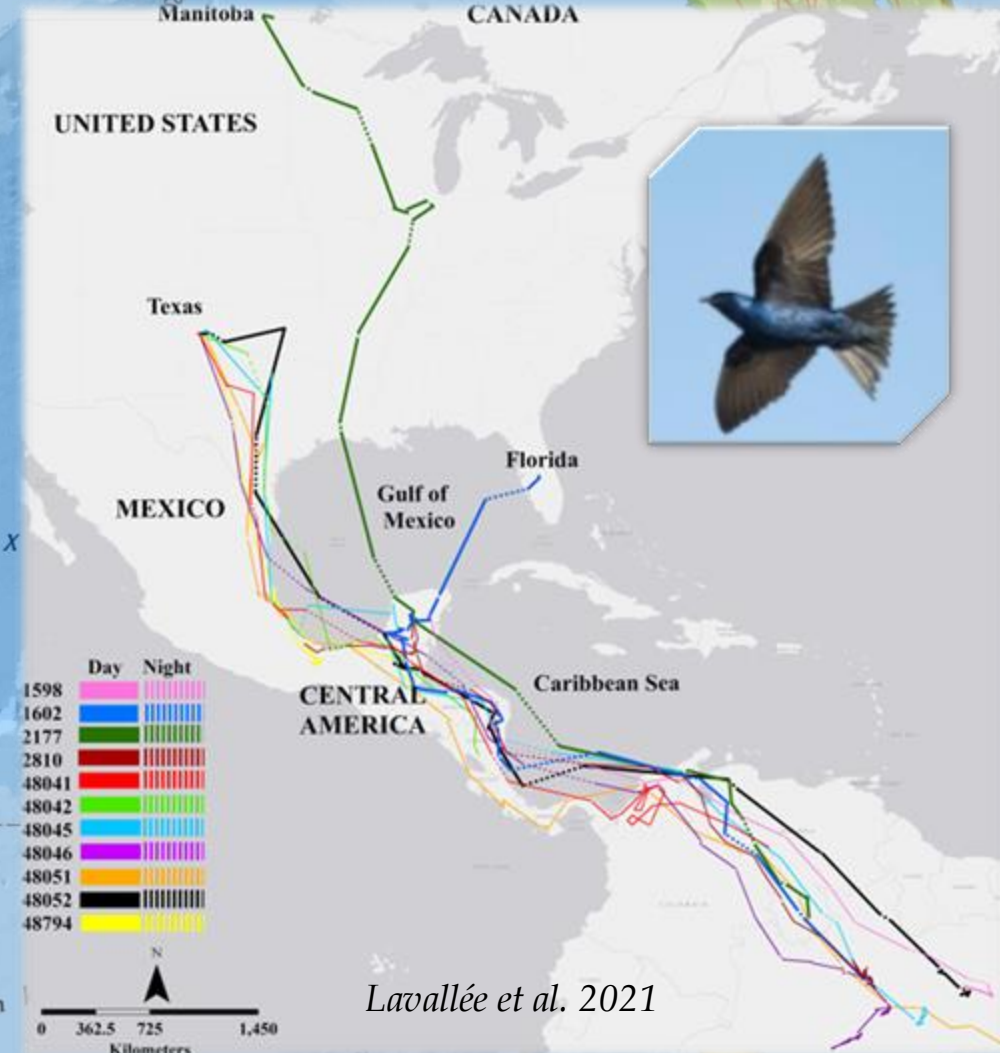 Manitoba
CANADA
UNITED STATES
Texas
Florida
Gulf of
Mexico
MEXICO
X
Day Night
1598
1602
2177
2810
48041
48042
48045
48046
48051
48052
48794
CENTRAL
AMERICA
Caribbean Sea
N
0 362.5 725 1,450
Kilometers
Lavallée et al. 2021